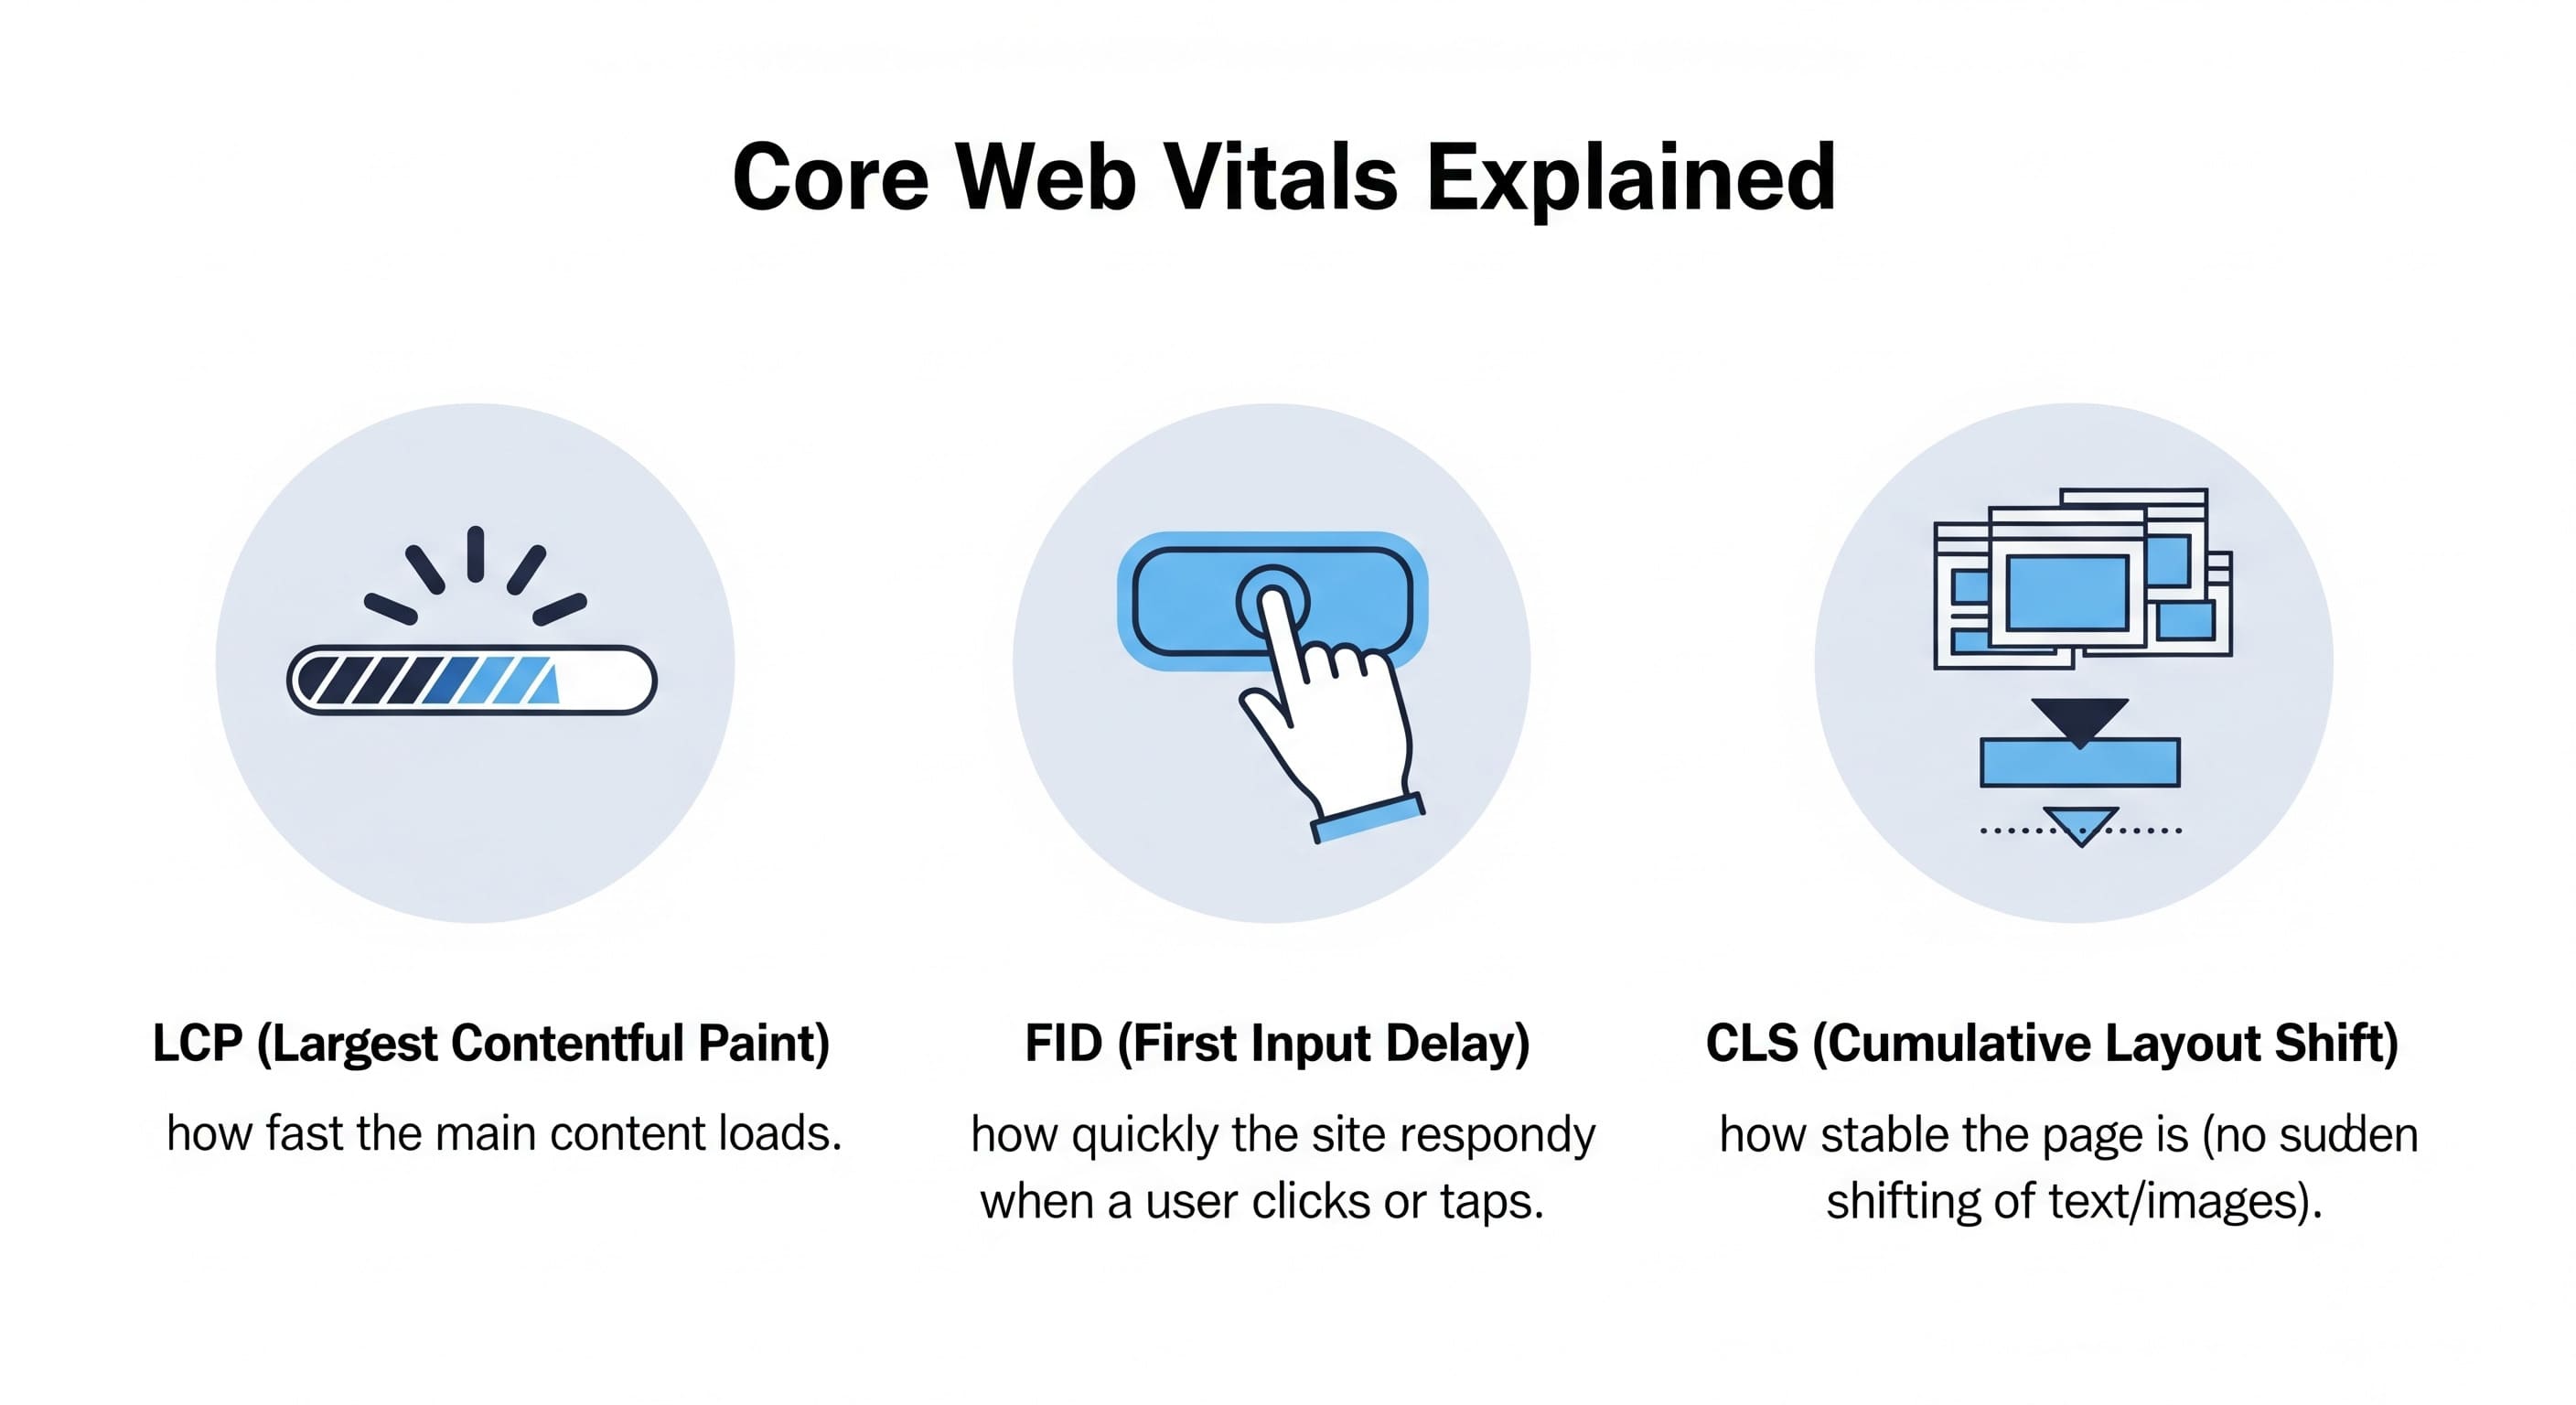 Core Web Vitals Explained
LCP (Largest Contentful Paint)
how fast the main content loads.
FID (First Input Delay)
how quickly the site respondy
when a user clicks or taps.
CLS (Cumulative Layout Shift)
how stable the page is (no sudden
shifting of text/images).